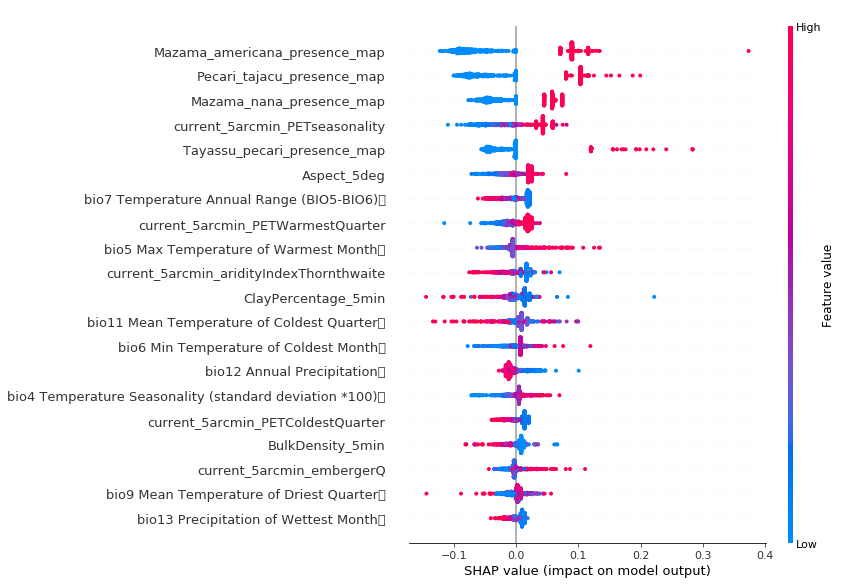 High
Mazama_americana_presence_map
Pecari_tajacu_presence_map
Mazama_nana_presence_map
current_5arcmin_PETseasonality
Tayassu_pecari_presence_map
Aspect_5deg
bio7 Temperature Annual Range (BIO5-BIO6)
current_5arcmin_PETWarmestQuarter
bio5 Max Temperature of Warmest Month
current_5arcmin_aridityIndexThornthwaite
ClayPercentage_5min
bio11 Mean Temperature of Coldest Quarter
bio6 Min Temperature of Coldest Month
bio12 Annual Precipitation
bio4 Temperature Seasonality (standard deviation *100)
current_5arcmin_PETColdestQuarter
BulkDensity_5min
current_5arcmin_embergerQ
bio9 Mean Temperature of Driest Quarter
bio13 Precipitation of Wettest Month
Feature value
Low
−0.1 0.0 0.1 0.2 0.3 0.4
SHAP value (impact on model output)